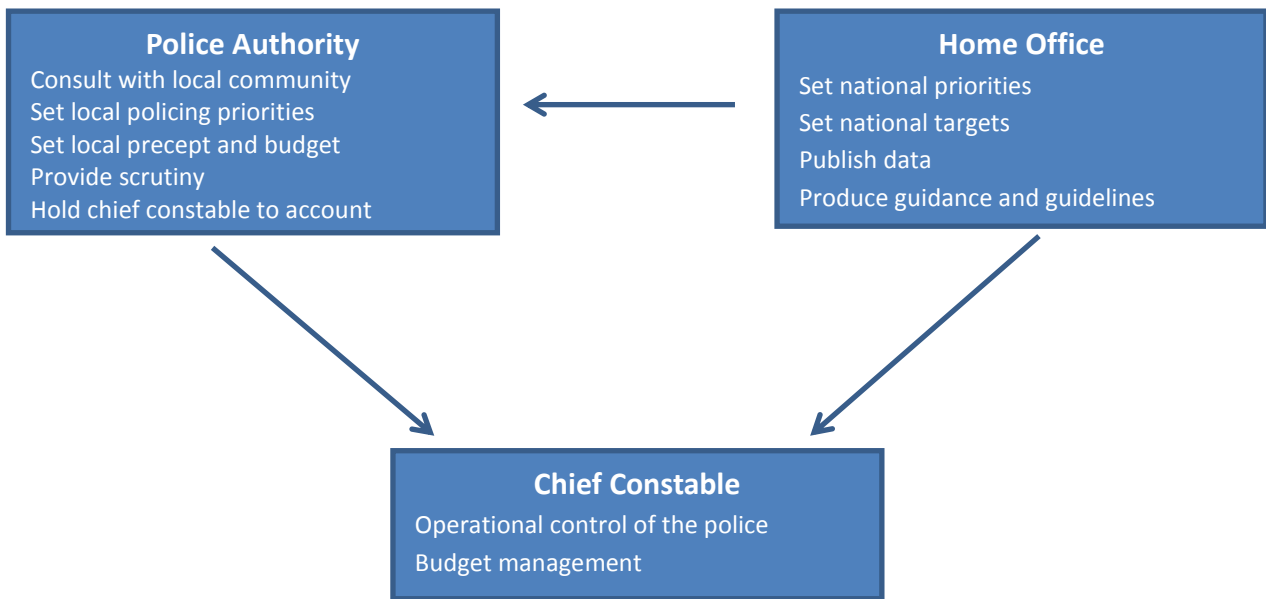 Police Authority
Consult with local community
Set local policing priorities
Set local precept and budget
Provide scrutiny
Hold chief constable to account
Home Office
Set national priorities
Set national targets
Publish data
Produce guidance and guidelines
Chief Constable
Operational control of the police
Budget management